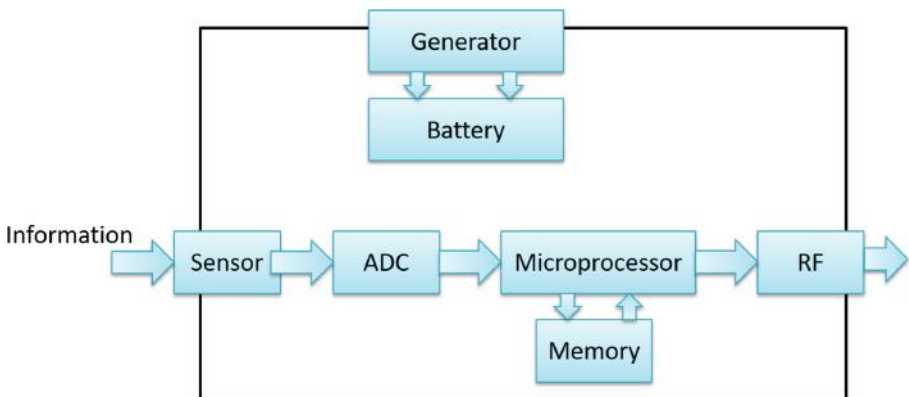 Generator
Battery
Information
Sensor
ADC
Microprocessor
RF
Memory